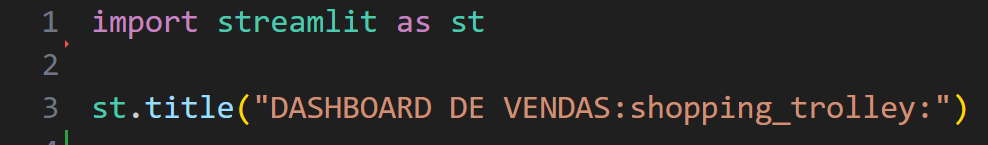 1 import streamlit as st
2
3 st.title("DASHBOARD DE VENDAS:shopping_trolley:")